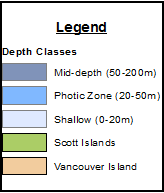 Legend
Depth Classes
Mid-depth (50-200m)
Photic Zone (20-50m)
Shallow (0-20m)
Scott Islands
Vancouver Island